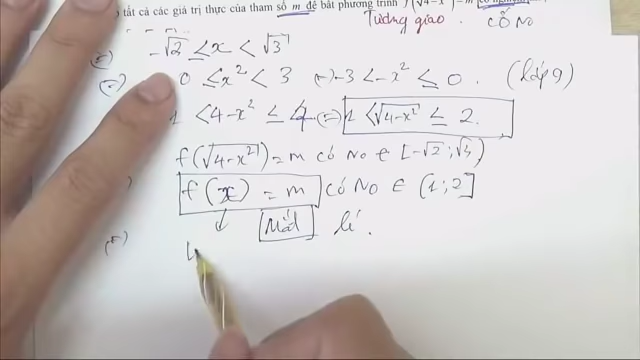 tất cả các giá trị thực của tham số m để bất phương trình f(√4-x²) = m có nghiệm
Tương giao. CÓ No
(=) -√2 ≤ x < √3
(=) 0 ≤ x² < 3 (=) -3 < -x² ≤ 0. (Lớp 9)
1 < 4-x² ≤ 4 (=) 1 < √4-x² ≤ 2.
f(√4-x²) = m có No ∈ [-√2; √3)
f(x) = m có No ∈ (1; 2]
(=) ↓ Mất lí.